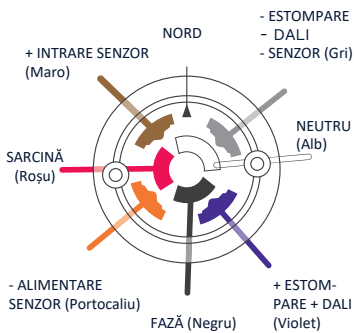 NORD
- ESTOMPARE
- DALI
- SENZOR (Gri)
+ INTRARE SENZOR
(Maro)
NEUTRU
(Alb)
SARCINĂ
(Roșu)
- ALIMENTARE
SENZOR (Portocaliu)
FAZĂ (Negru)
+ ESTOM-
PARE + DALI
(Violet)